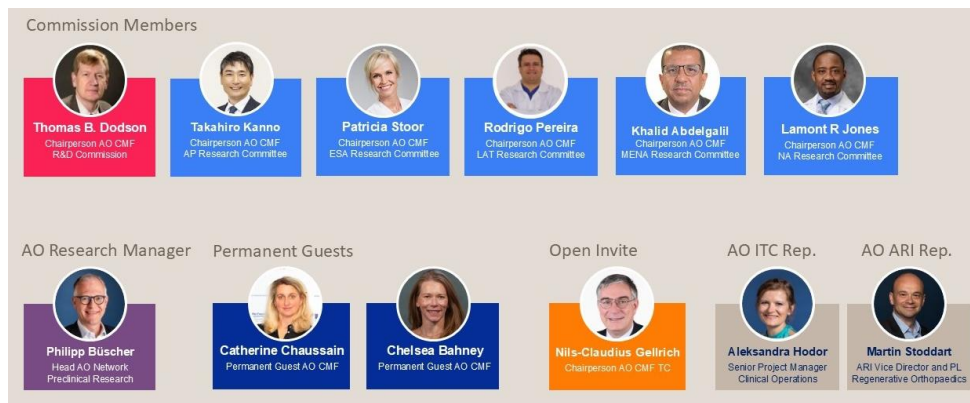 Commission Members
Thomas B. Dodson
Chairperson AO CMF
R&D Commission
Takahiro Kanno
Chairperson AO CMF
AP Research Committee
Patricia Stoor
Chairperson AO CMF
ESA Research Committee
Rodrigo Pereira
Chairperson AO CMF
LAT Research Committee
Khalid Abdelgalil
Chairperson AO CMF
MENA Research Committee
Lamont R Jones
Chairperson AO CMF
NA Research Committee
AO Research Manager
Philipp Büscher
Head AO Network
Preclinical Research
Permanent Guests
Catherine Chaussain
Permanent Guest AO CMF
Chelsea Bahney
Permanent Guest AO CMF
Open Invite
Nils-Claudius Gellrich
Chairperson AO CMF TC
AO ITC Rep.
Aleksandra Hodor
Senior Project Manager
Clinical Operations
AO ARI Rep.
Martin Stoddart
ARI Vice Director and PL
Regenerative Orthopaedics